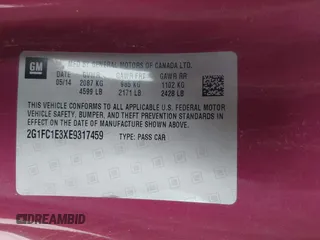 GM MFD BY GENERAL MOTORS OF CANADA LTD.
05/14 GVWR GAWR FRT GAWR RR
2087 KG 985 KG 1102 KG
4599 LB 2171 LB 2428 LB
THIS VEHICLE CONFORMS TO ALL APPLICABLE U.S. FEDERAL MOTOR
VEHICLE SAFETY, BUMPER, AND THEFT PREVENTION STANDARDS
IN EFFECT ON THE DATE OF MANUFACTURE SHOWN ABOVE.
2G1FC1E3XE9317459 TYPE: PASS CAR
DREAMBID